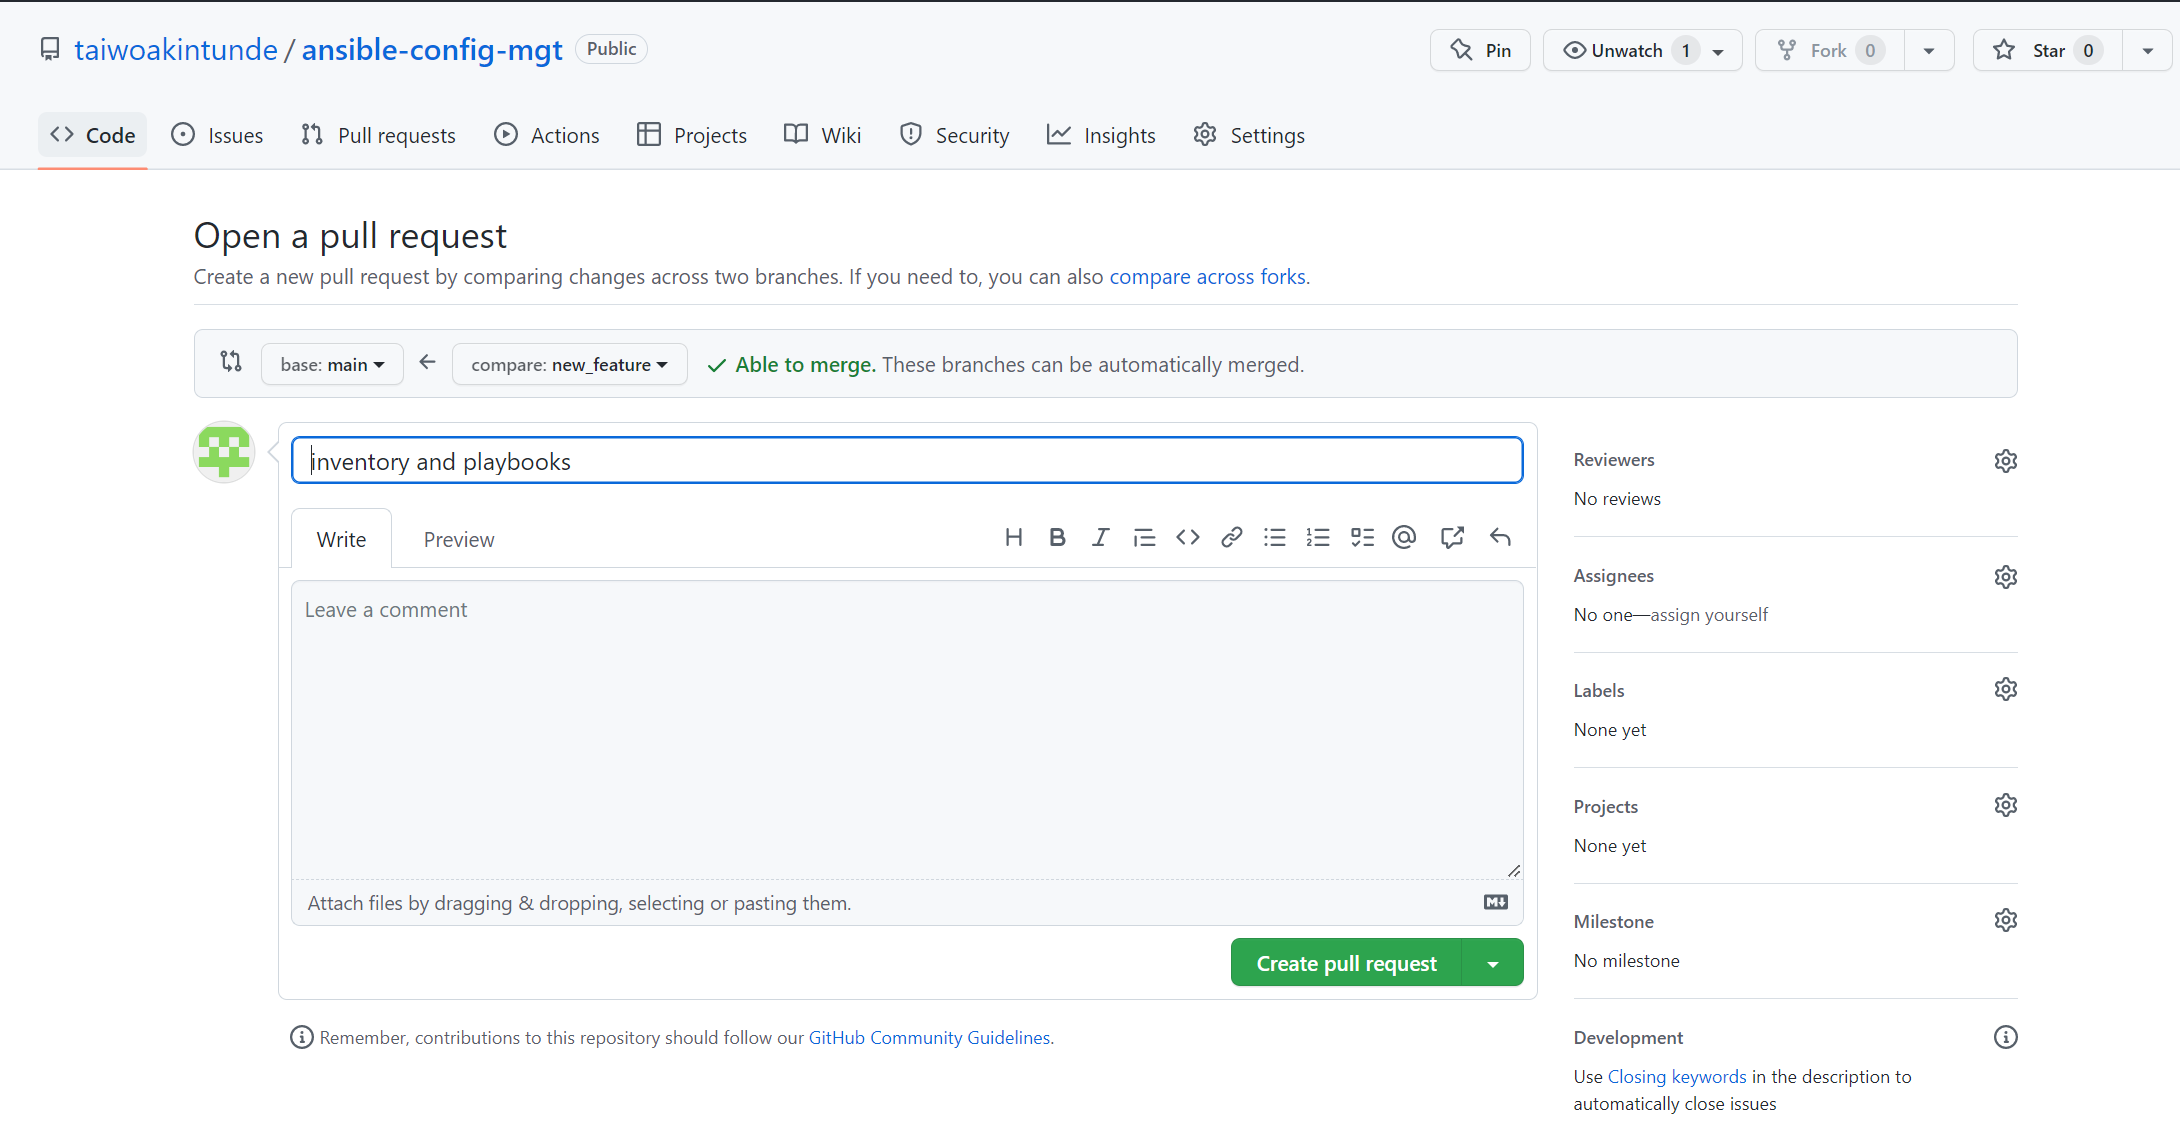 taiwoakintunde / ansible-config-mgt Public
Pin Unwatch 1 Fork 0 Star 0
Code Issues Pull requests Actions Projects Wiki Security Insights Settings
Open a pull request
Create a new pull request by comparing changes across two branches. If you need to, you can also compare across forks.
base: main compare: new_feature Able to merge. These branches can be automatically merged.
inventory and playbooks
Write Preview
Leave a comment
Attach files by dragging & dropping, selecting or pasting them.
Create pull request
Remember, contributions to this repository should follow our GitHub Community Guidelines.
Reviewers
No reviews
Assignees
No one—assign yourself
Labels
None yet
Projects
None yet
Milestone
No milestone
Development
Use Closing keywords in the description to
automatically close issues